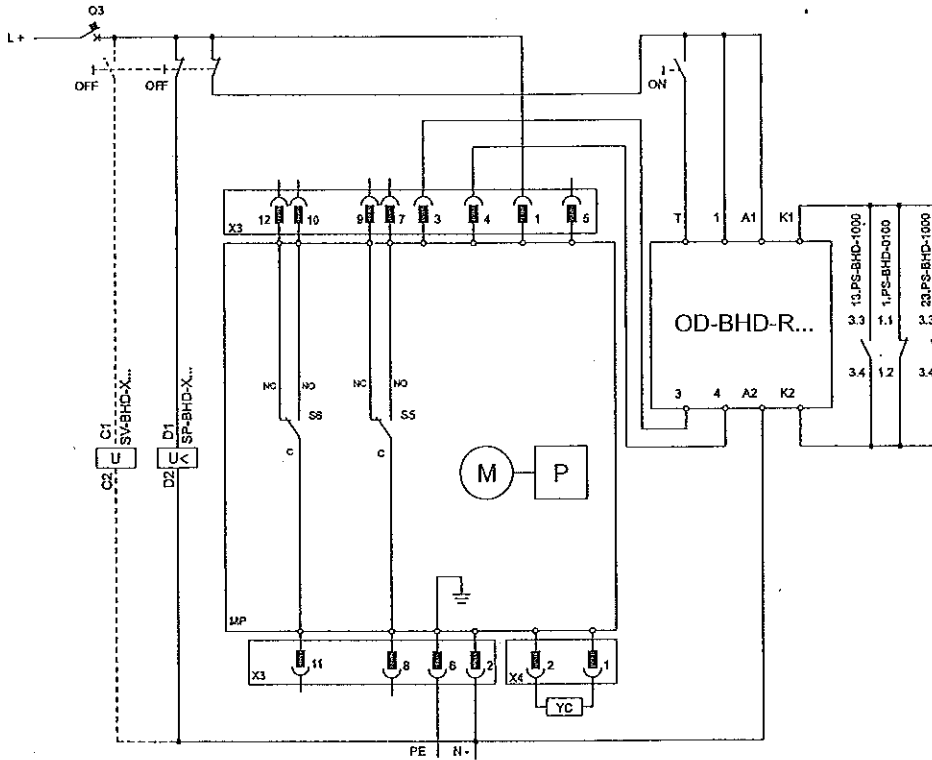 O3
L+
OFF
OFF
ON
12
10
9
7
3
4
1
5
X3
T
1
A1
K1
OD-BHD-R...
3
4
A2
K2
13.PS-BHD-1000
1.PS-BHD-0100
23.PS-BHD-1000
3.3
1.1
3.3
3.4
1.2
3.4
NC
NO
S6
NC
NO
S5
C
C
C1
SV-BHD-X...
U
C2
D1
SP-BHD-X...
U<
D2
M
P
MP
X3
11
8
6
2
X4
2
1
YC
PE
N-